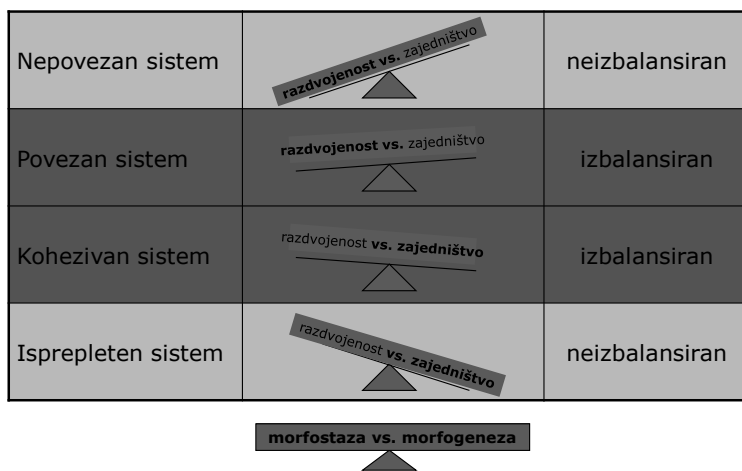 Nepovezan sistem
razdvojenost vs. zajedništvo
neizbalansiran
Povezan sistem
razdvojenost vs. zajedništvo
izbalansiran
Kohezivan sistem
razdvojenost vs. zajedništvo
izbalansiran
Isprepleten sistem
razdvojenost vs. zajedništvo
neizbalansiran
morfostaza vs. morfogeneza